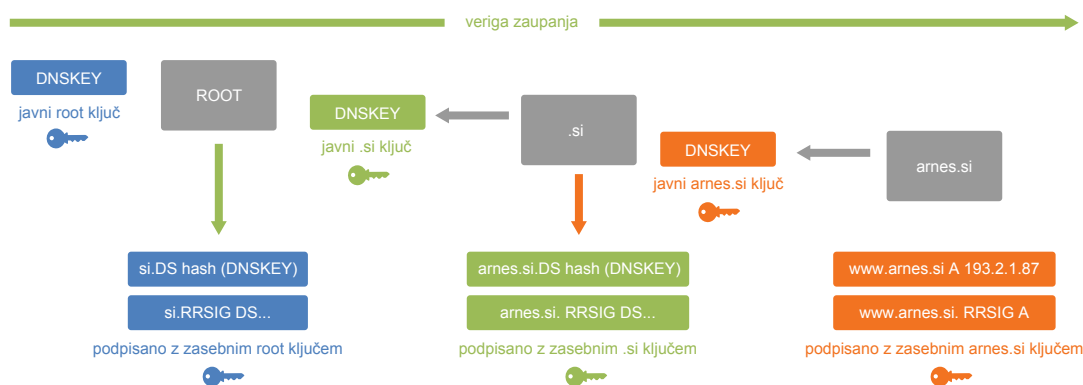 veriga zaupanja
DNSKEY
javni root ključ
ROOT
DNSKEY
javni .si ključ
.si
DNSKEY
javni arnes.si ključ
arnes.si
si.DS hash (DNSKEY)
si.RRSIG DS...
podpisano z zasebnim root ključem
arnes.si.DS hash (DNSKEY)
arnes.si. RRSIG DS...
podpisano z zasebnim .si ključem
www.arnes.si A 193.2.1.87
www.arnes.si. RRSIG A
podpisano z zasebnim arnes.si ključem